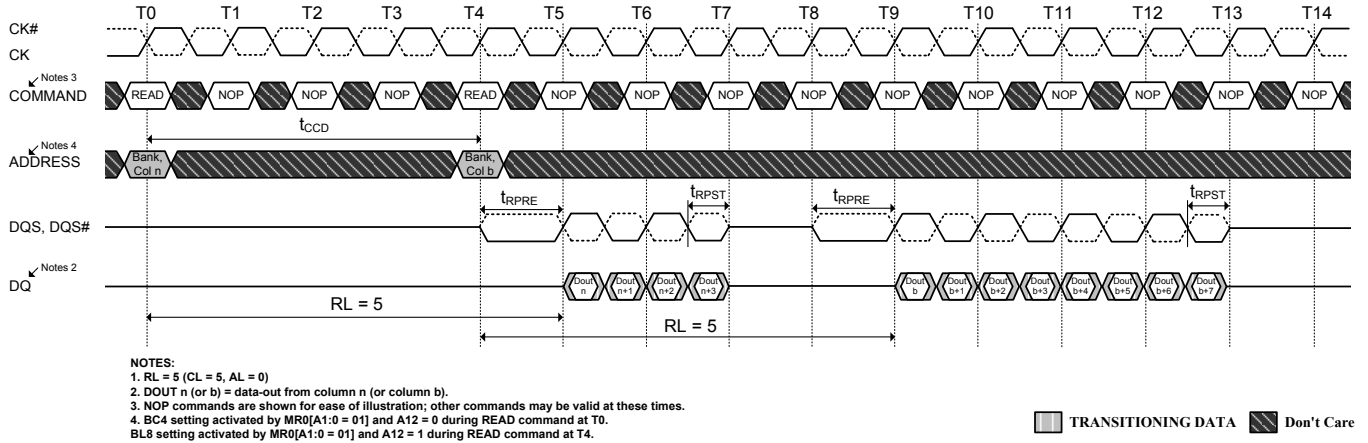 T0 T1 T2 T3 T4 T5 T6 T7 T8 T9 T10 T11 T12 T13 T14
CK#
CK
Notes 3
COMMAND READ NOP NOP NOP READ NOP NOP NOP NOP NOP NOP NOP NOP NOP NOP
tCCD
Notes 4
ADDRESS Bank, Col n Bank, Col b
tRPRE tRPST tRPRE tRPST
DQS, DQS#
Notes 2
DQ Dout n Dout n+1 Dout n+2 Dout n+3 Dout b Dout b+1 Dout b+2 Dout b+3 Dout b+4 Dout b+5 Dout b+6 Dout b+7
RL = 5
RL = 5
NOTES:
1. RL = 5 (CL = 5, AL = 0)
2. DOUT n (or b) = data-out from column n (or column b).
3. NOP commands are shown for ease of illustration; other commands may be valid at these times.
4. BC4 setting activated by MR0[A1:0 = 01] and A12 = 0 during READ command at T0.
BL8 setting activated by MR0[A1:0 = 01] and A12 = 1 during READ command at T4.
TRANSITIONING DATA Don't Care